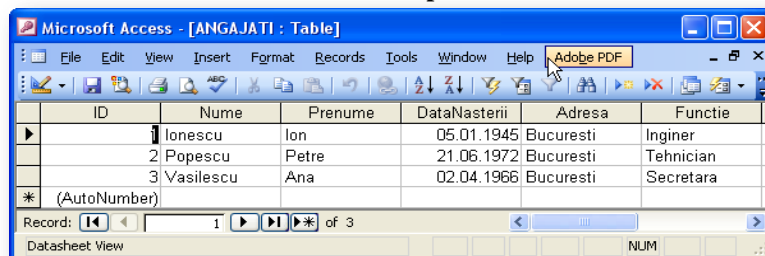 Microsoft Access - [ANGAJATI : Table]
File Edit View Insert Format Records Tools Window Help Adobe PDF
ID Nume Prenume DataNasterii Adresa Functie
1 Ionescu Ion 05.01.1945 Bucuresti Inginer
2 Popescu Petre 21.06.1972 Bucuresti Tehnician
3 Vasilescu Ana 02.04.1966 Bucuresti Secretara
(AutoNumber)
Record: 1 of 3
Datasheet View NUM